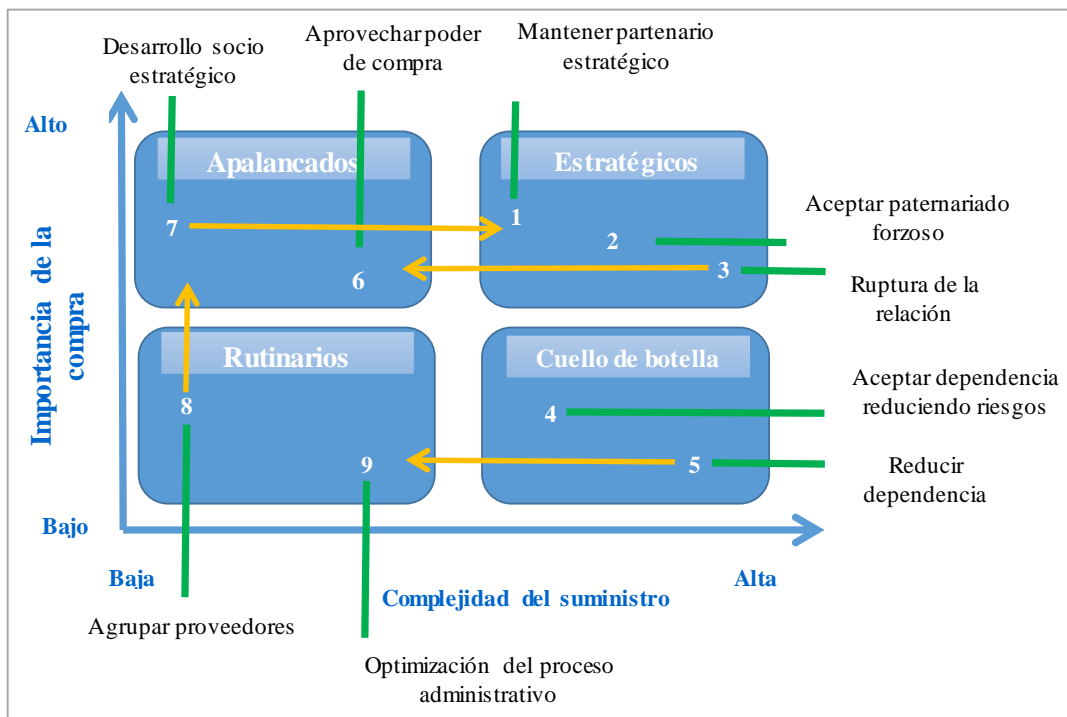 Desarrollo socio
estratégico
Aprovechar poder
de compra
Mantener partenario
estratégico
Alto
Apalancados
Estratégicos
7
1
2
6
3
Aceptar paternariado
forzoso
Ruptura de la
relación
Importancia de la
compra
Rutinarios
Cuello de botella
8
4
9
5
Aceptar dependencia
reduciendo riesgos
Reducir
dependencia
Bajo
Baja
Complejidad del suministro
Alta
Agrupar proveedores
Optimización del proceso
administrativo